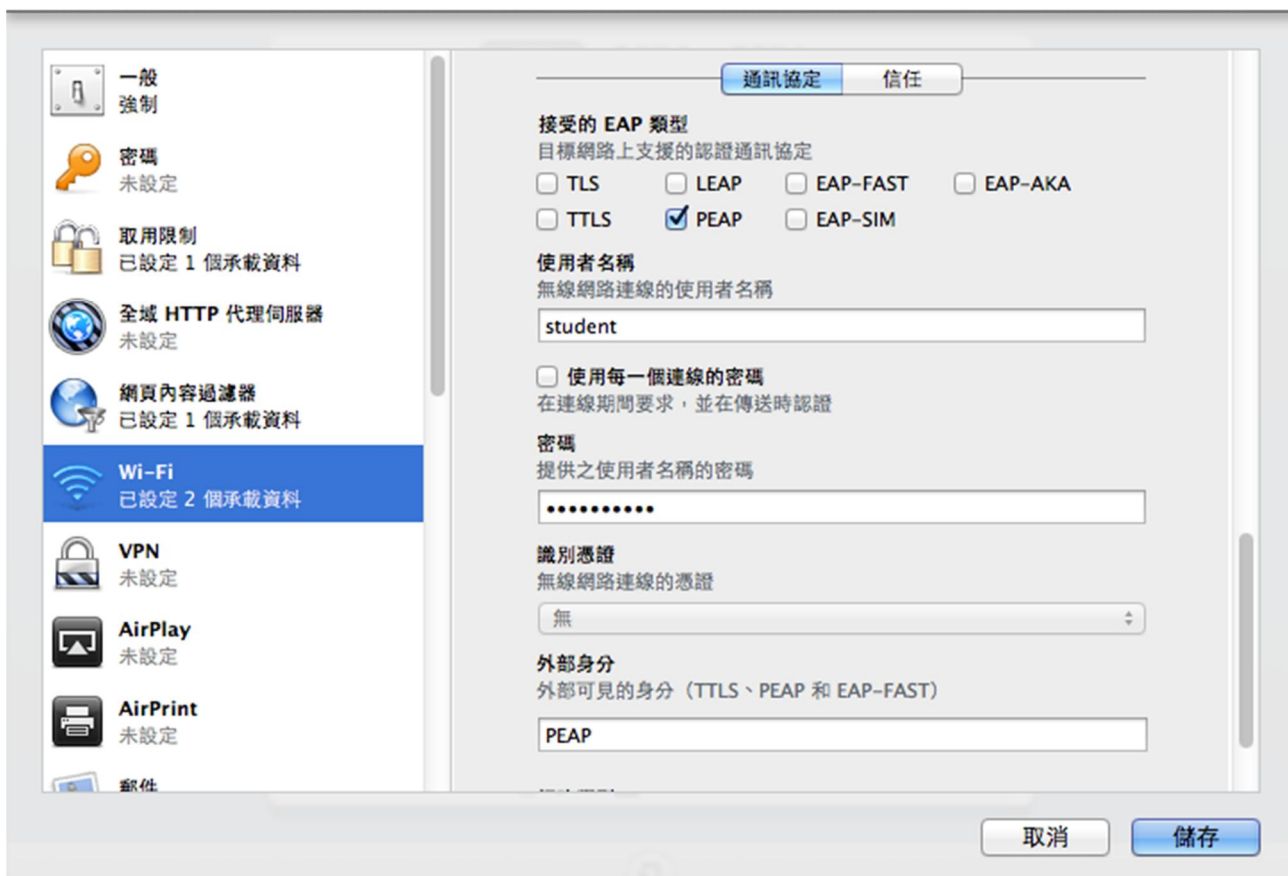 一般
強制
密碼
未設定
取用限制
已設定 1 個承載資料
全域 HTTP 代理伺服器
未設定
網頁內容過濾器
已設定 1 個承載資料
Wi-Fi
已設定 2 個承載資料
VPN
未設定
AirPlay
未設定
AirPrint
未設定
郵件
通訊協定 信任
接受的 EAP 類型
目標網路上支援的認證通訊協定
TLS LEAP EAP-FAST EAP-AKA
TTLS PEAP EAP-SIM
使用者名稱
無線網路連線的使用者名稱
student
使用每一個連線的密碼
在連線期間要求，並在傳送時認證
密碼
提供之使用者名稱的密碼
••••••••••
識別憑證
無線網路連線的憑證
無
外部身分
外部可見的身分（TTLS、PEAP 和 EAP-FAST）
PEAP
取消 儲存